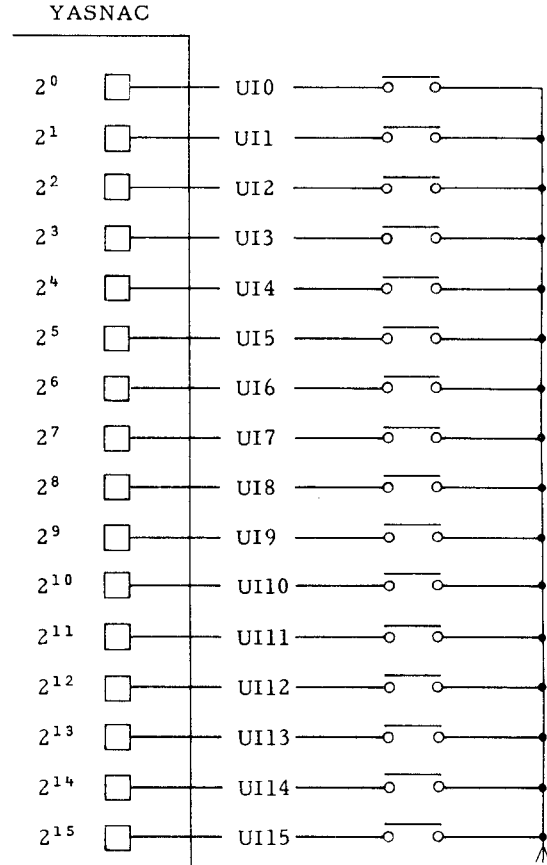 YASNAC
2⁰ UI0
2¹ UI1
2² UI2
2³ UI3
2⁴ UI4
2⁵ UI5
2⁶ UI6
2⁷ UI7
2⁸ UI8
2⁹ UI9
2¹⁰ UI10
2¹¹ UI11
2¹² UI12
2¹³ UI13
2¹⁴ UI14
2¹⁵ UI15